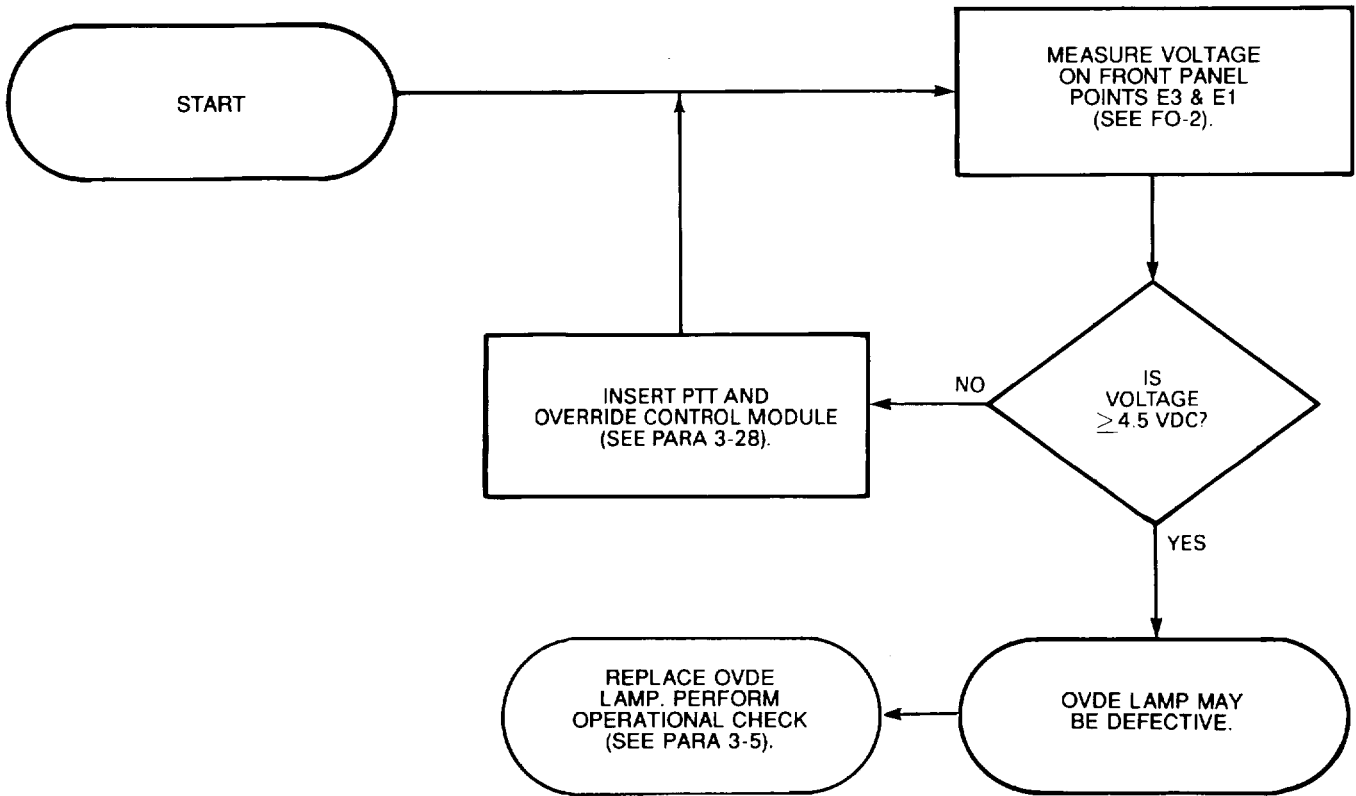 START
MEASURE VOLTAGE
ON FRONT PANEL
POINTS E3 & E1
(SEE FO-2).
IS
VOLTAGE
≥4.5 VDC?
NO
INSERT PTT AND
OVERRIDE CONTROL MODULE
(SEE PARA 3-28).
YES
OVDE LAMP MAY
BE DEFECTIVE.
REPLACE OVDE
LAMP. PERFORM
OPERATIONAL CHECK
(SEE PARA 3-5).